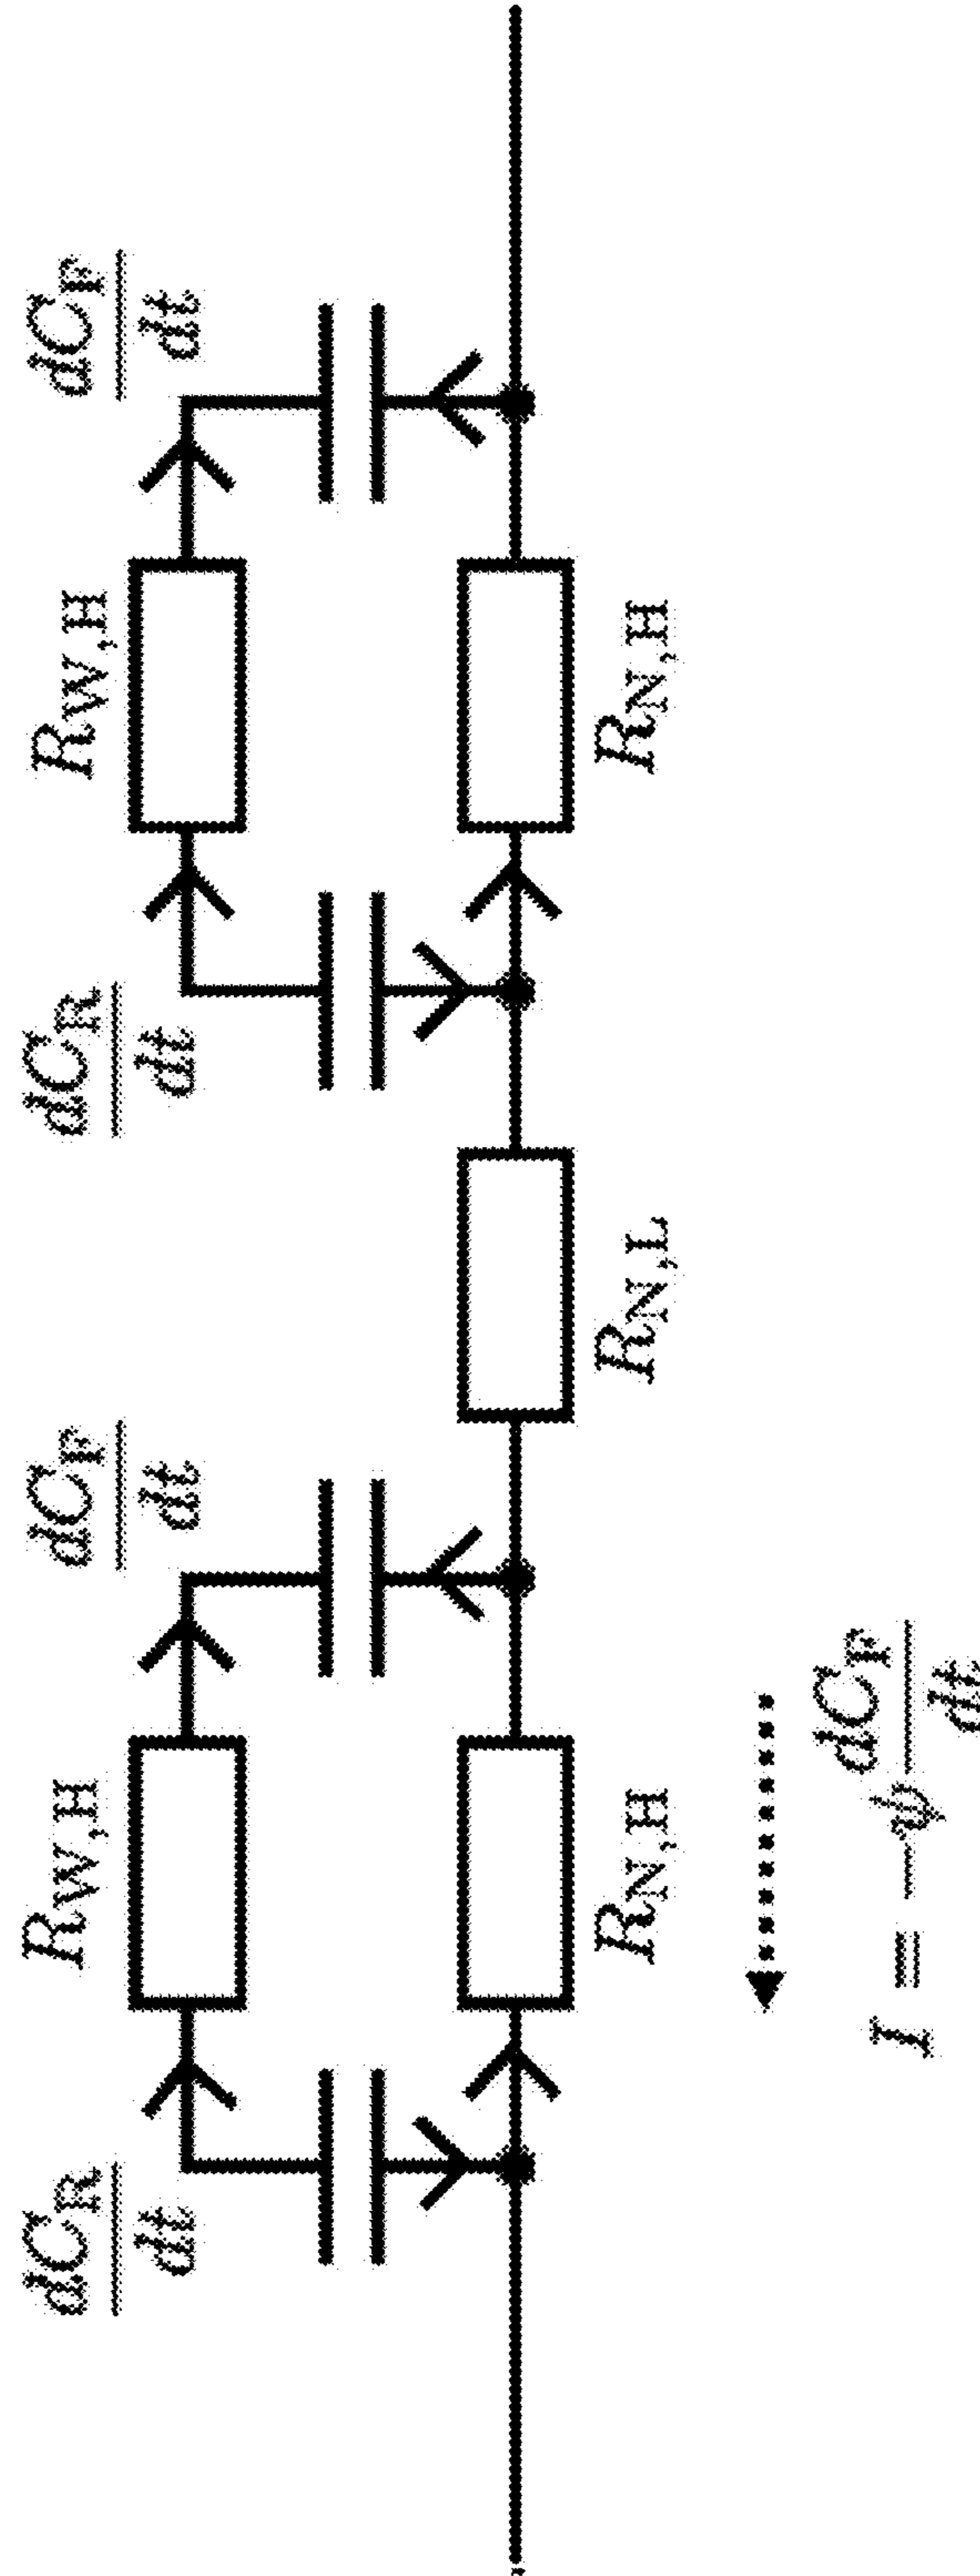 dC_R/dt
R_W,H
dC_F/dt
dC_R/dt
R_W,H
dC_F/dt
R_N,H
R_N,L
R_N,H
I = −ψ dC_F/dt